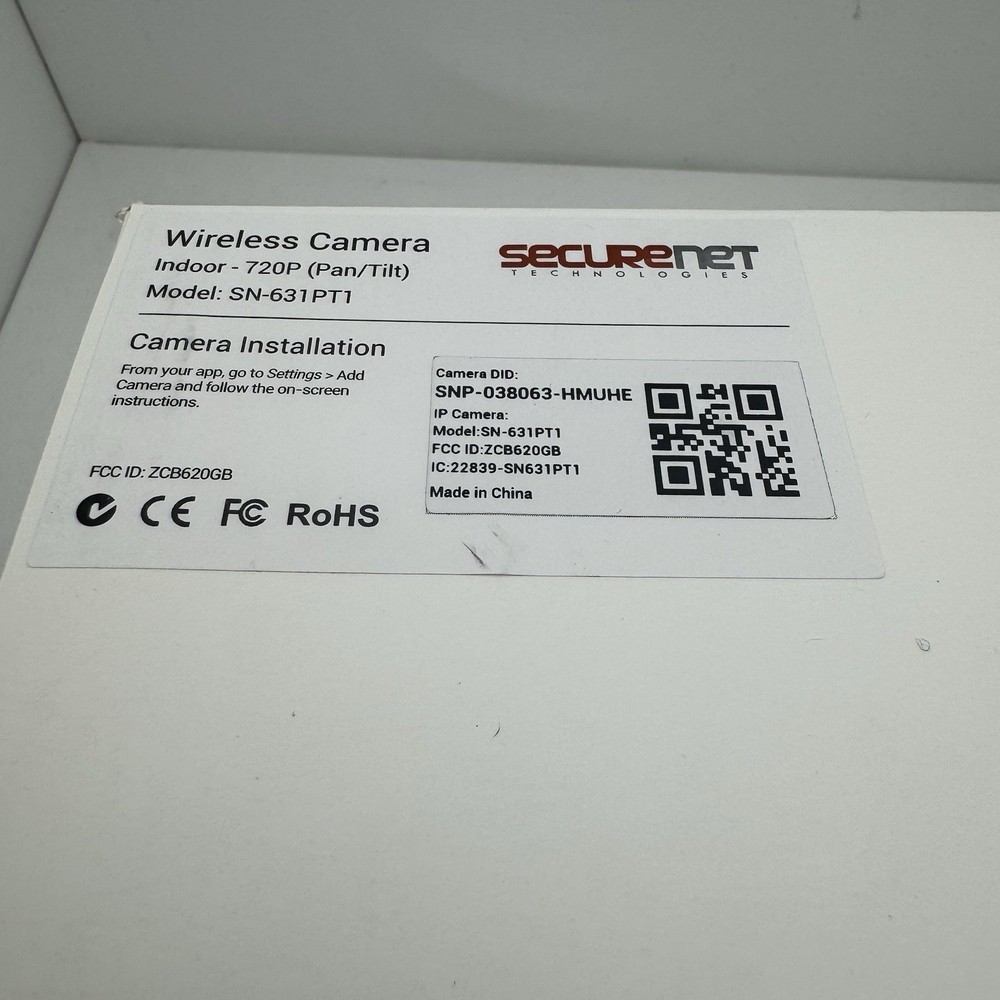 Wireless Camera
Indoor - 720P (Pan/Tilt)
Model: SN-631PT1
securenet
TECHNOLOGIES
Camera Installation
From your app, go to Settings > Add
Camera and follow the on-screen
instructions.
FCC ID: ZCB620GB
CE FC RoHS
Camera DID:
SNP-038063-HMUHE
IP Camera:
Model:SN-631PT1
FCC ID:ZCB620GB
IC:22839-SN631PT1
Made in China